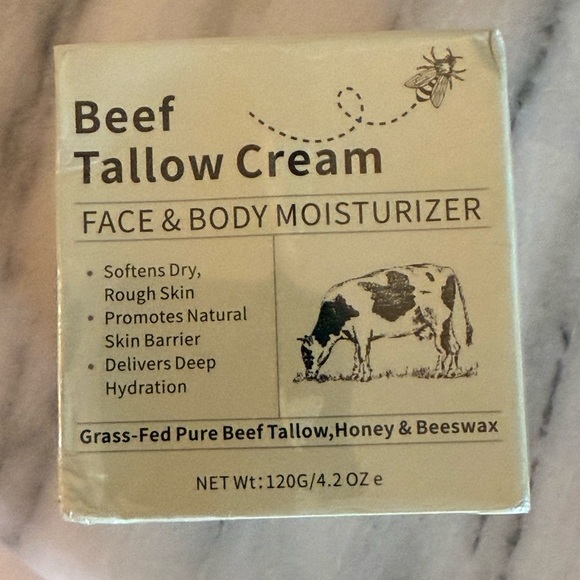 Beef
Tallow Cream
FACE & BODY MOISTURIZER
• Softens Dry,
Rough Skin
• Promotes Natural
Skin Barrier
• Delivers Deep
Hydration
Grass-Fed Pure Beef Tallow,Honey & Beeswax
NET Wt:120G/4.2 OZ e